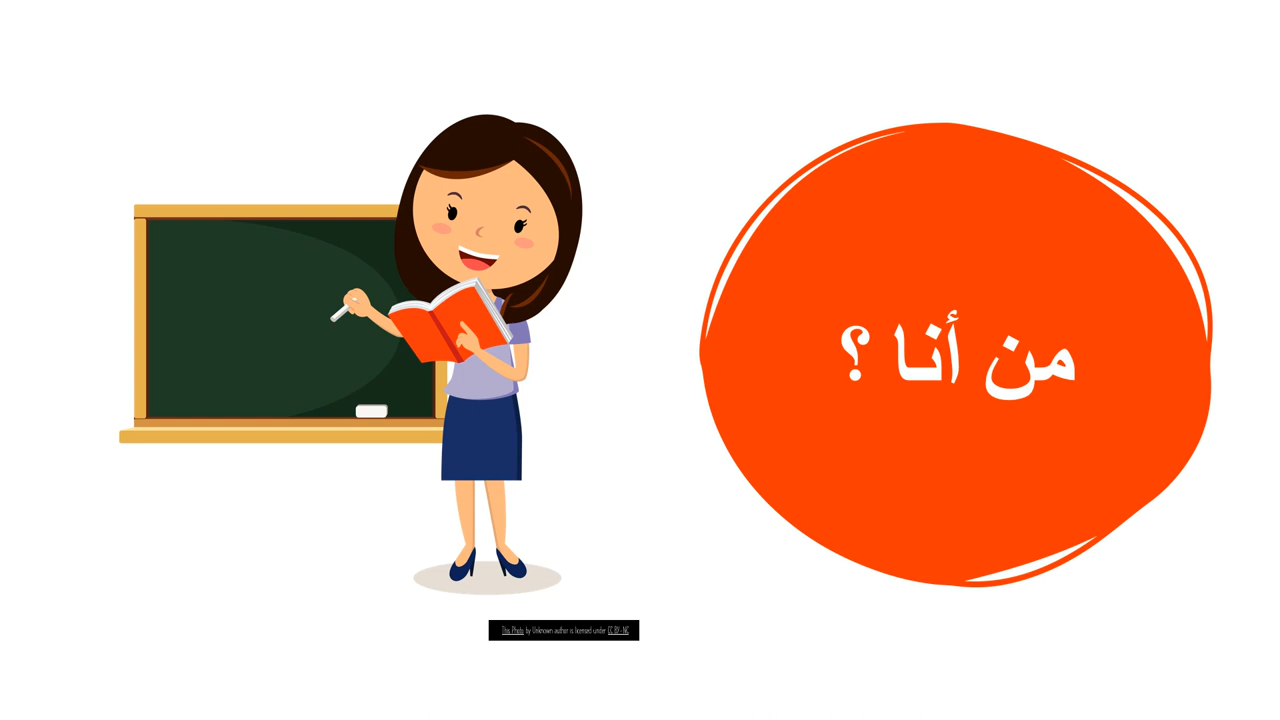 من أنا ؟
This Photo by Unknown author is licensed under CC BY-NC.